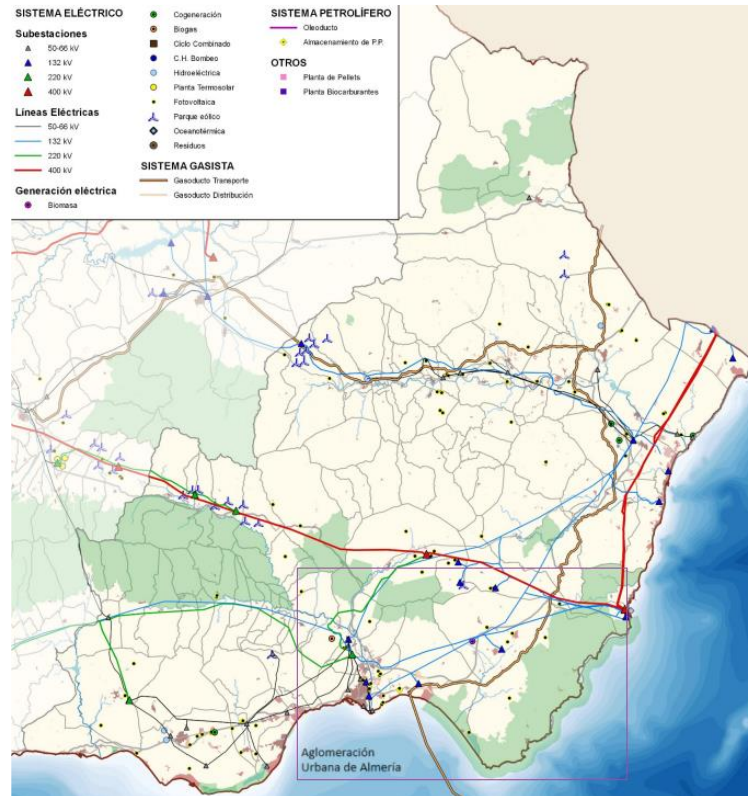 SISTEMA ELÉCTRICO
Subestaciones
50-66 kV
132 kV
220 kV
400 kV
Líneas Eléctricas
50-66 kV
132 kV
220 kV
400 kV
Generación eléctrica
Biomasa
Cogeneración
Biogas
Ciclo Combinado
C.H. Bombeo
Hidroeléctrica
Planta Termosolar
Fotovoltaica
Parque eólico
Oceanotérmica
Residuos
SISTEMA GASISTA
Gasoducto Transporte
Gasoducto Distribución
SISTEMA PETROLÍFERO
Oleoducto
Almacenamiento de P.P.
OTROS
Planta de Pellets
Planta Biocarburantes
Aglomeración
Urbana de Almería